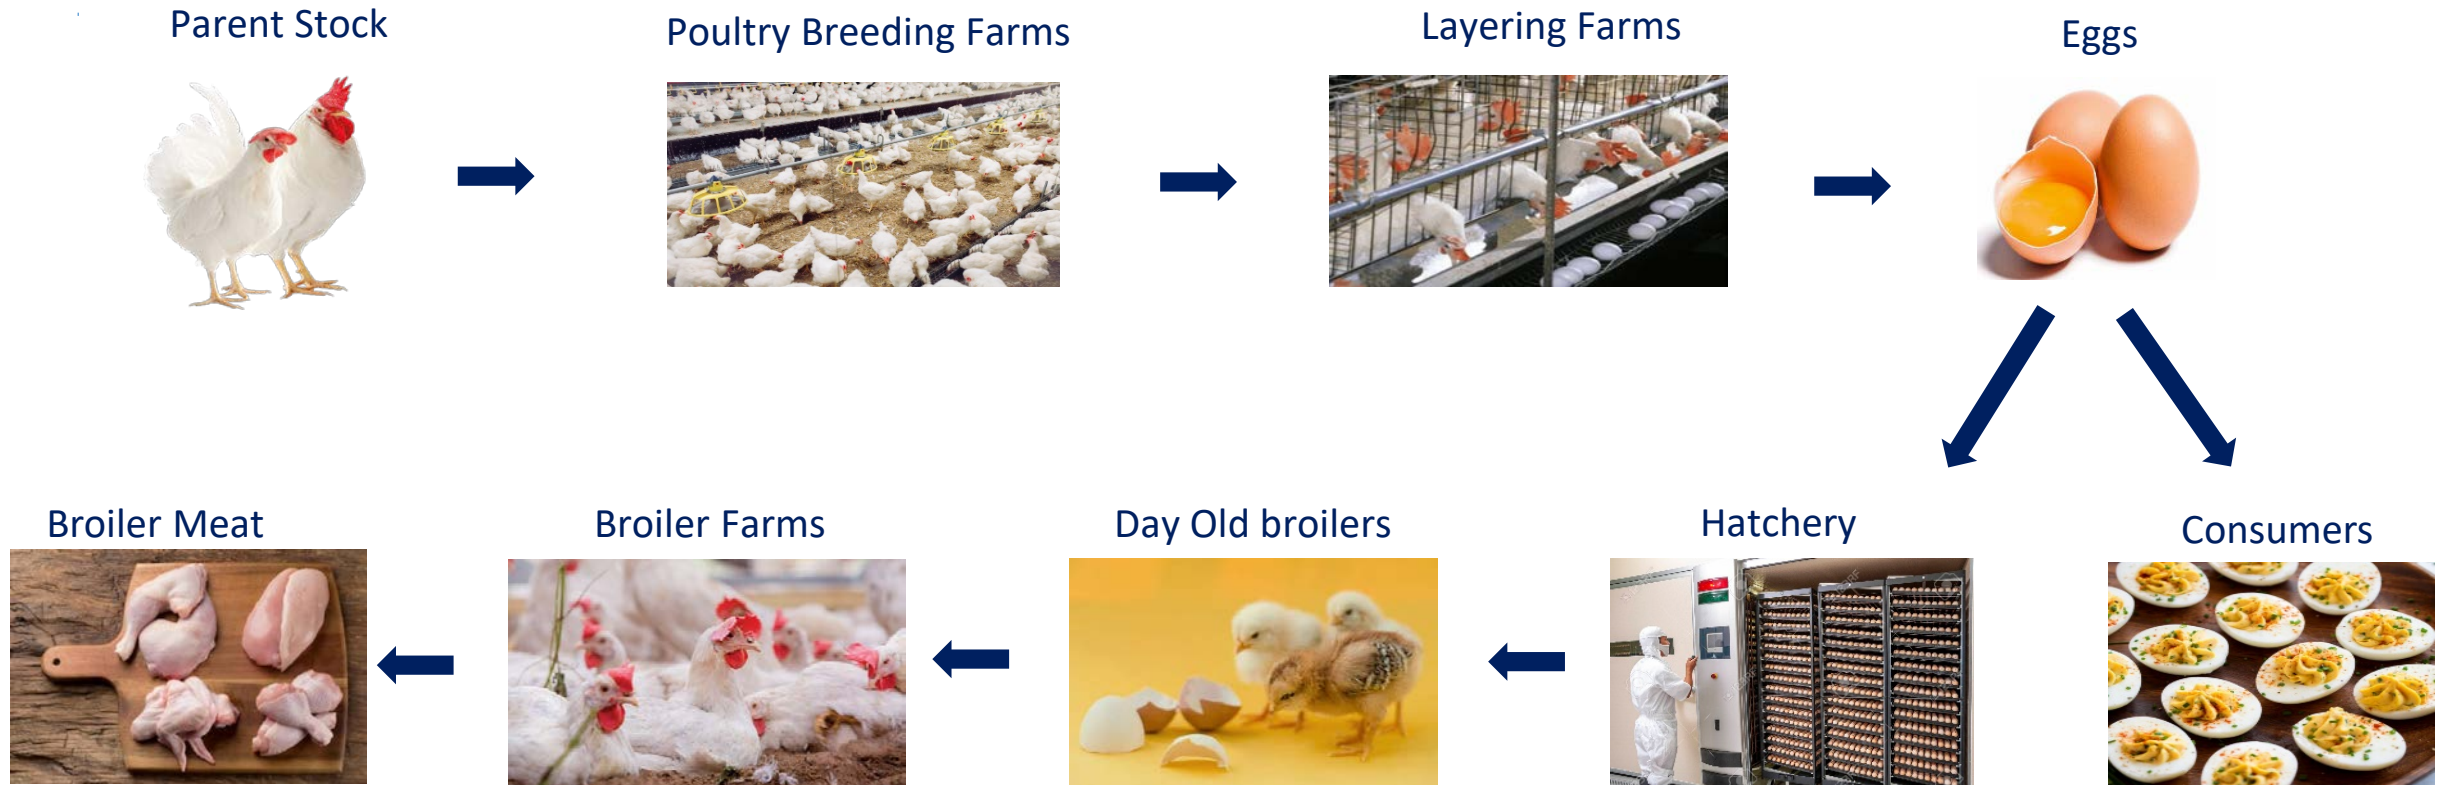 Parent Stock
Poultry Breeding Farms
Layering Farms
Eggs
Broiler Meat
Broiler Farms
Day Old broilers
Hatchery
Consumers